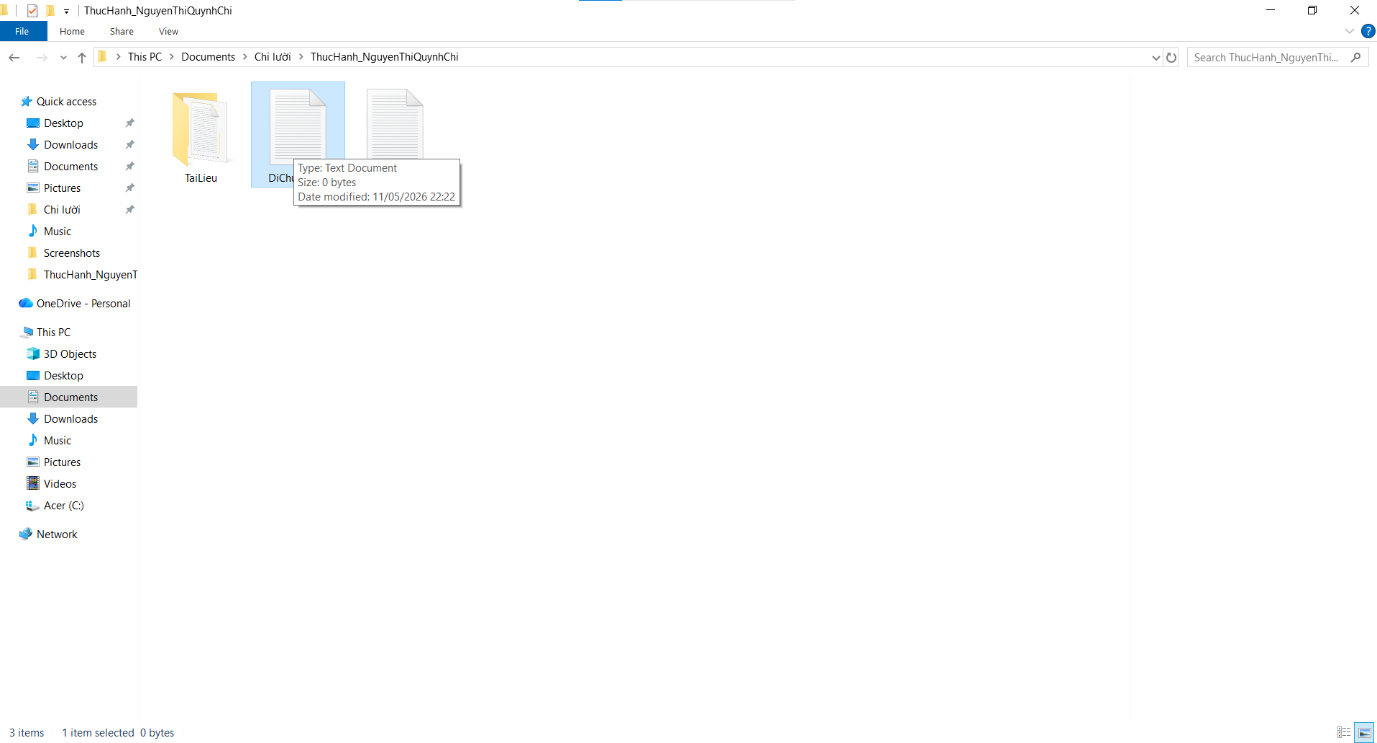 ThucHanh_NguyenThiQuynhChi
File Home Share View
This PC Documents Chi lười ThucHanh_NguyenThiQuynhChi
Search ThucHanh_NguyenThi...
Quick access
Desktop
Downloads
Documents
Pictures
Chi lười
Music
Screenshots
ThucHanh_NguyenT
OneDrive - Personal
This PC
3D Objects
Desktop
Documents
Downloads
Music
Pictures
Videos
Acer (C:)
Network
TaiLieu
Type: Text Document
Size: 0 bytes
Date modified: 11/05/2026 22:22
3 items 1 item selected 0 bytes